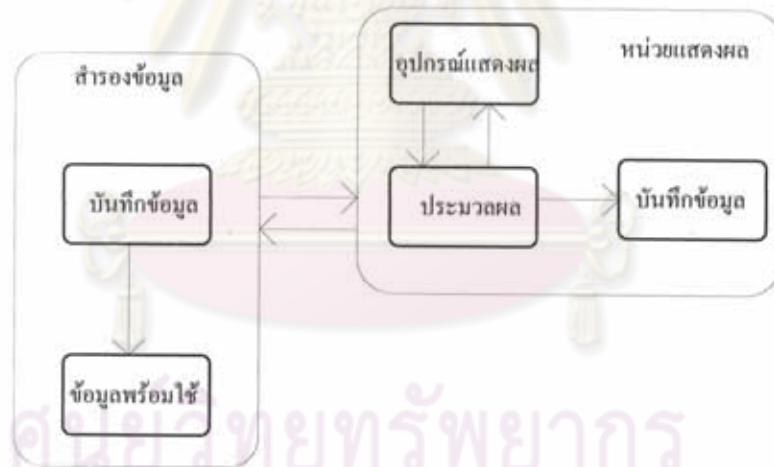 สำรองข้อมูล
บันทึกข้อมูล
ข้อมูลพร้อมใช้
หน่วยแสดงผล
อุปกรณ์แสดงผล
ประมวลผล
บันทึกข้อมูล
ศูนย์วิทยทรัพยากร